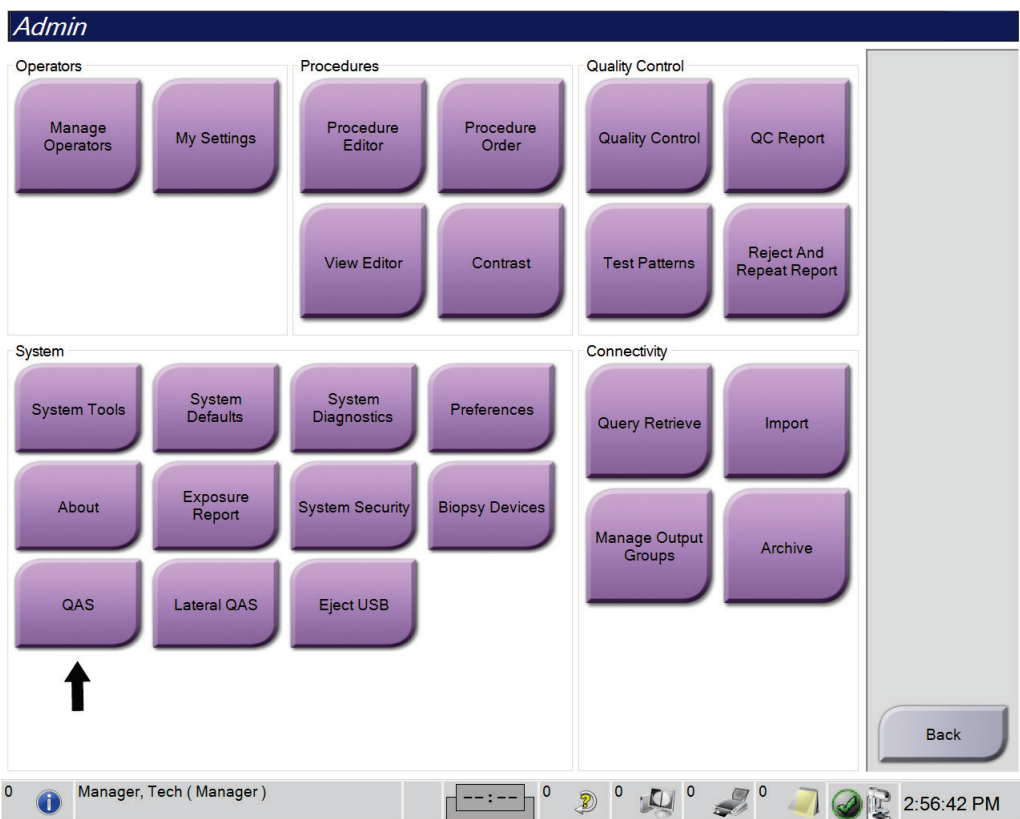 Admin
Operators
Manage
Operators
My Settings
Procedures
Procedure
Editor
Procedure
Order
View Editor
Contrast
Quality Control
Quality Control
QC Report
Test Patterns
Reject And
Repeat Report
System
System Tools
System
Defaults
System
Diagnostics
Preferences
About
Exposure
Report
System Security
Biopsy Devices
QAS
Lateral QAS
Eject USB
Connectivity
Query Retrieve
Import
Manage Output
Groups
Archive
Back
0
Manager, Tech ( Manager )
--:--
0
0
0
0
2:56:42 PM